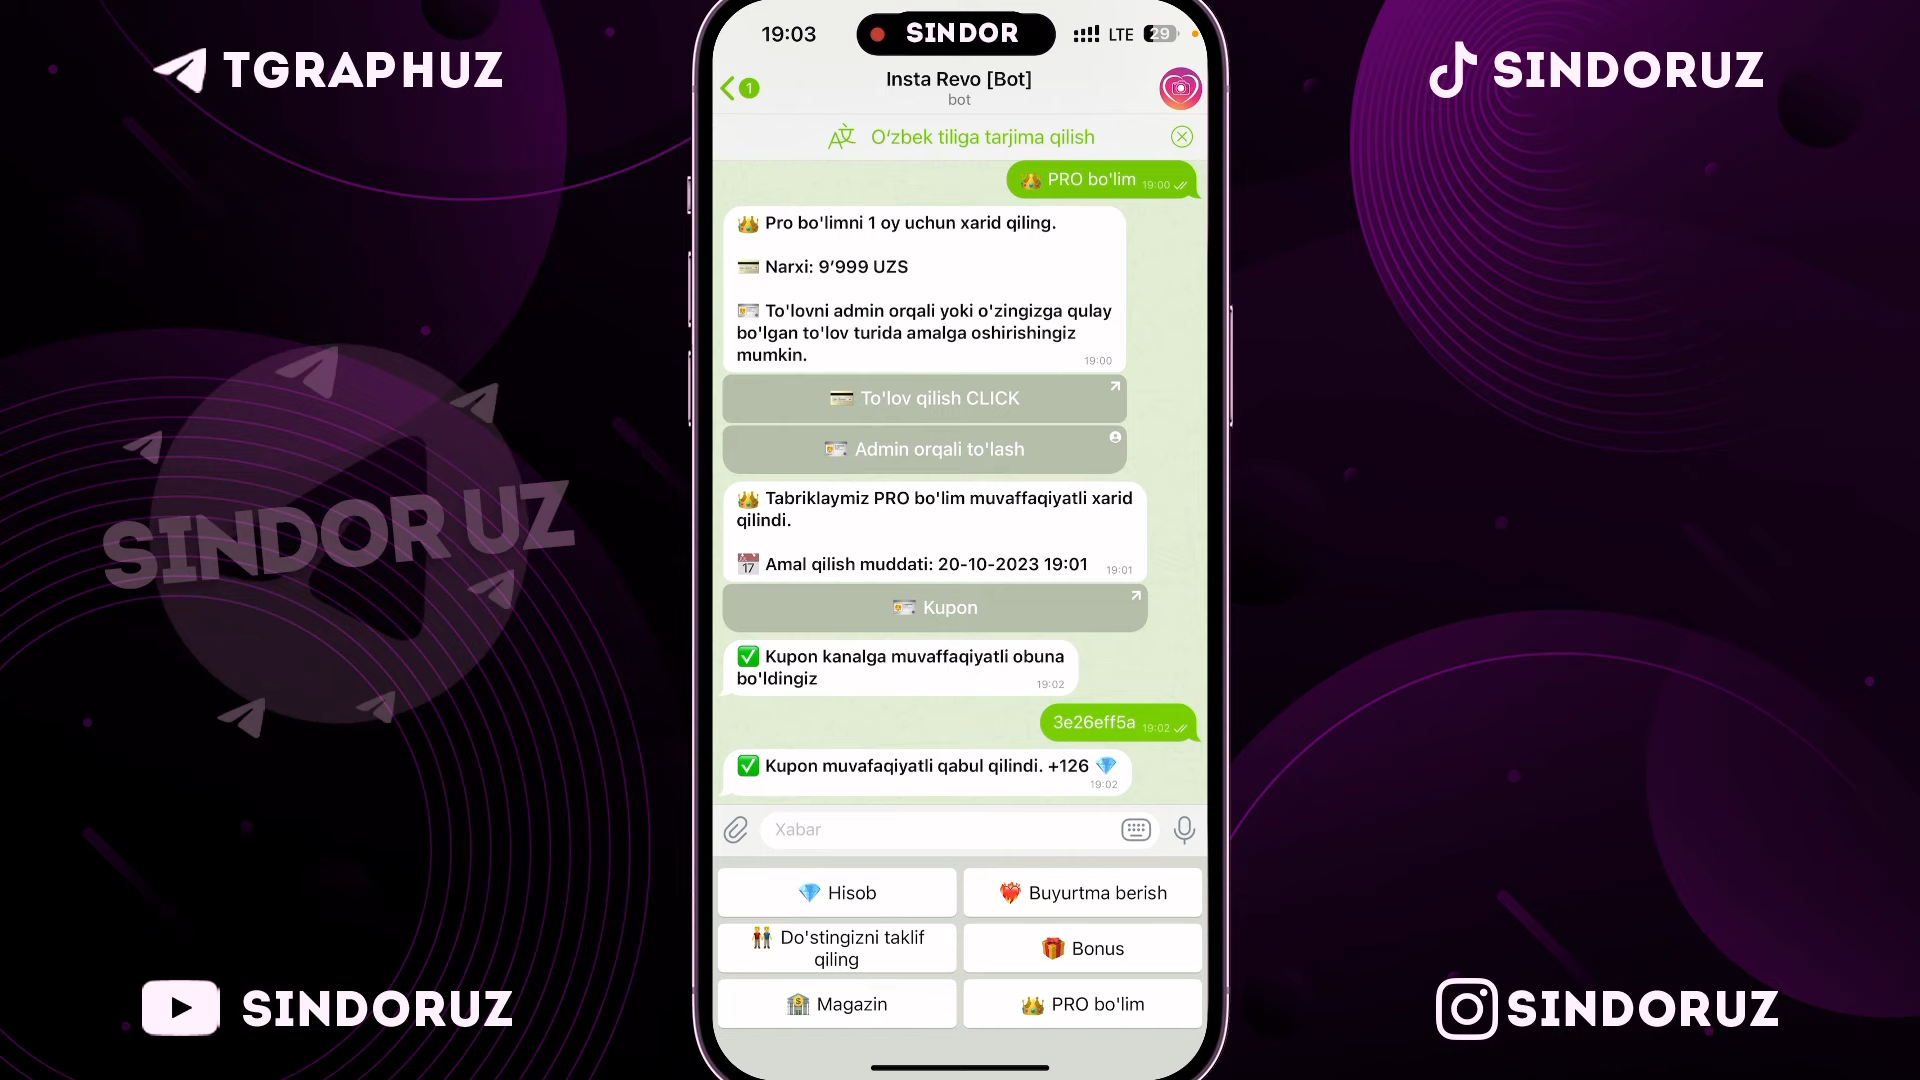 TGRAPHUZ
SINDORUZ
SINDOR UZ
SINDORUZ
SINDORUZ
19:03
SINDOR
LTE
29
1
Insta Revo [Bot]
bot
O‘zbek tiliga tarjima qilish
PRO bo'lim 19:00
Pro bo'limni 1 oy uchun xarid qiling.
Narxi: 9’999 UZS
To'lovni admin orqali yoki o'zingizga qulay
bo'lgan to'lov turida amalga oshirishingiz
mumkin. 19:00
To'lov qilish CLICK
Admin orqali to'lash
Tabriklaymiz PRO bo'lim muvaffaqiyatli xarid
qilindi.
17 Amal qilish muddati: 20-10-2023 19:01 19:01
Kupon
Kupon kanalga muvaffaqiyatli obuna
bo'ldingiz 19:02
3e26eff5a 19:02
Kupon muvafaqiyatli qabul qilindi. +126
19:02
Xabar
Hisob
Buyurtma berish
Do'stingizni taklif
qiling
Bonus
Magazin
PRO bo'lim